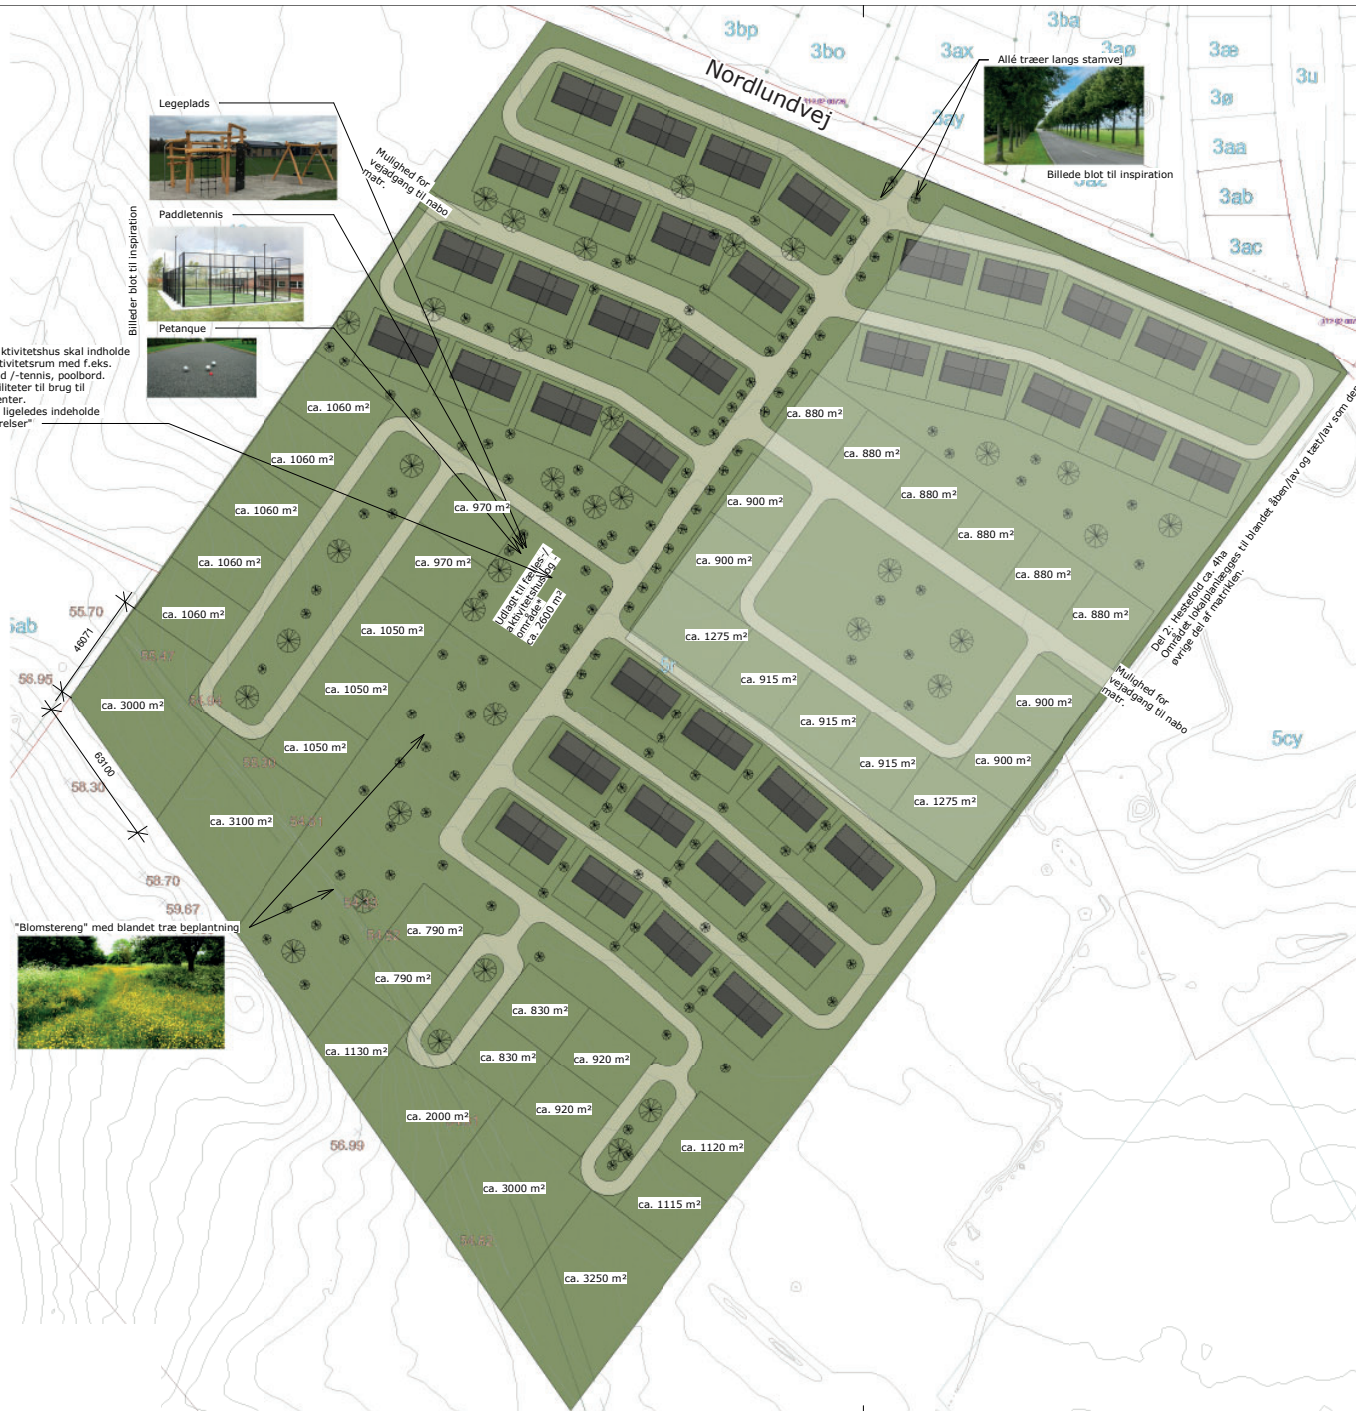 3bp
3bo
3ax
3ba
3aø
3æ
3u
3ø
3aa
3ab
3ac
3ay
Nordlundvej
Allé træer langs stamvej
Billede blot til inspiration
Legeplads
Mulighed for
vejadgang til nabo
matr.
Paddletennis
Billeder blot til inspiration
Petanque
ktivitetshus skal indholde
tivitetsrum med f.eks.
d /-tennis, poolbord.
iliteter til brug til
enter.
ligeledes indeholde
relser"
ca. 1060 m²
ca. 1060 m²
ca. 1060 m²
ca. 1060 m²
ca. 1060 m²
ca. 970 m²
ca. 970 m²
ca. 1050 m²
ca. 1050 m²
ca. 1050 m²
ca. 3000 m²
ca. 3100 m²
Udlagt til fælles-/
aktivitetshus og -
område*
ca. 2600 m²
ca. 880 m²
ca. 880 m²
ca. 880 m²
ca. 880 m²
ca. 880 m²
ca. 880 m²
ca. 900 m²
ca. 900 m²
ca. 1275 m²
ca. 915 m²
ca. 915 m²
ca. 915 m²
ca. 1275 m²
ca. 900 m²
ca. 900 m²
Del 2: Hestefold ca. 4ha
Området lokalplanlægges til blandet åben/lav og tæt/lav som den
øvrige del af matriklen.
Mulighed for
vejadgang til nabo
matr.
5cy
55.70
46071
56.95
63100
58.30
58.70
59.67
56.99
"Blomstereng" med blandet træ beplantning
ca. 790 m²
ca. 790 m²
ca. 1130 m²
ca. 830 m²
ca. 830 m²
ca. 920 m²
ca. 920 m²
ca. 2000 m²
ca. 3000 m²
ca. 1120 m²
ca. 1115 m²
ca. 3250 m²